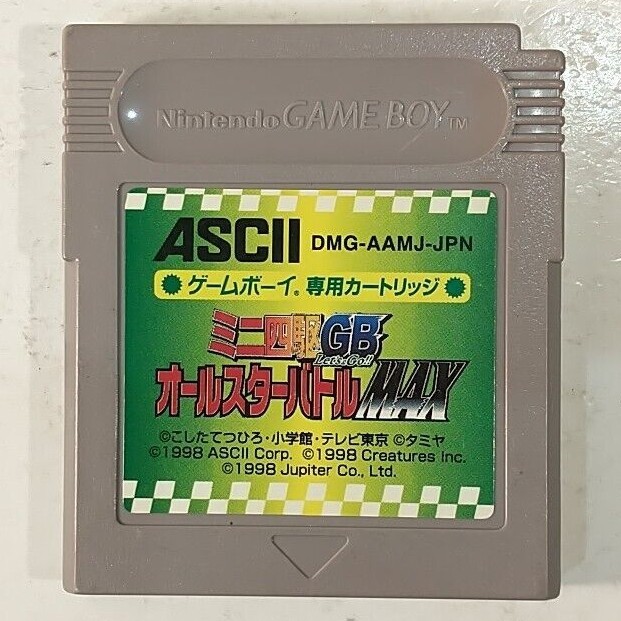 Nintendo GAME BOY TM
ASCII DMG-AAMJ-JPN
ゲームボーイ® 専用カートリッジ
ミニ四駆GB
Let's・Go!!
オールスターバトルMAX
©こしたてつひろ・小学館・テレビ東京 ©タミヤ
©1998 ASCII Corp. ©1998 Creatures Inc.
©1998 Jupiter Co., Ltd.